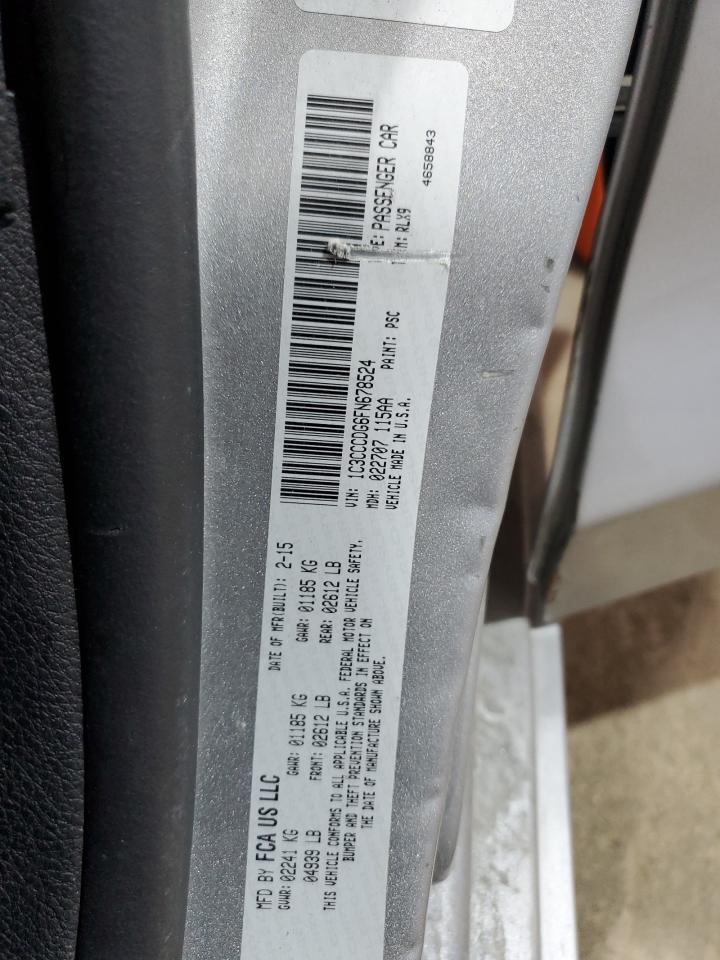 MFD BY FCA US LLC
DATE OF MFR(BUILT): 2-15
GVWR: 02241 KG
GAWR: 01185 KG
GAWR: 01185 KG
04939 LB
FRONT: 02612 LB
REAR: 02612 LB
THIS VEHICLE CONFORMS TO ALL APPLICABLE U.S.A. FEDERAL MOTOR VEHICLE SAFETY,
BUMPER AND THEFT PREVENTION STANDARDS IN EFFECT ON
THE DATE OF MANUFACTURE SHOWN ABOVE.
VIN: 1C3CCCDG6FN678524
PE: PASSENGER CAR
MDH: 022707 115AA
PAINT: PSC
M: RLX9
VEHICLE MADE IN U.S.A.
4658843